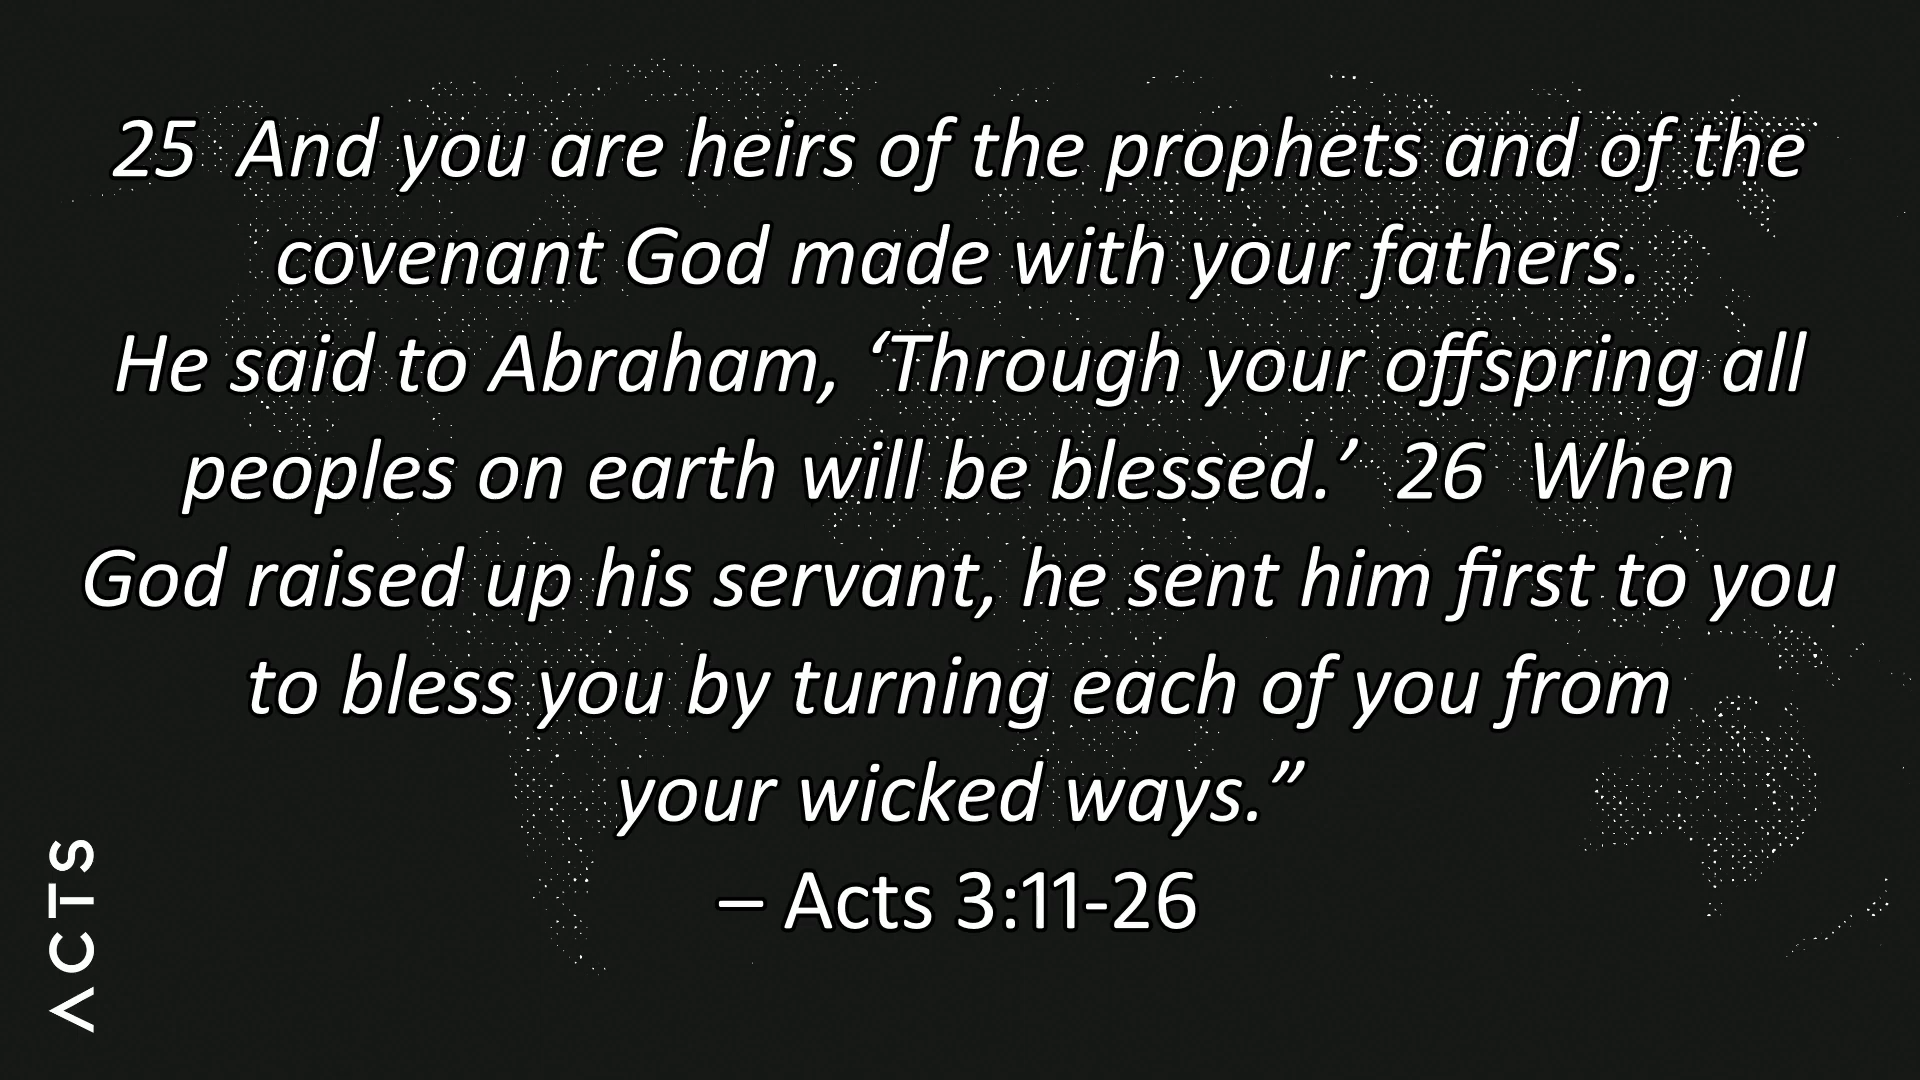 25 And you are heirs of the prophets and of the
covenant God made with your fathers.
He said to Abraham, ‘Through your offspring all
peoples on earth will be blessed.’ 26 When
God raised up his servant, he sent him first to you
to bless you by turning each of you from
your wicked ways.”
– Acts 3:11-26
ACTS